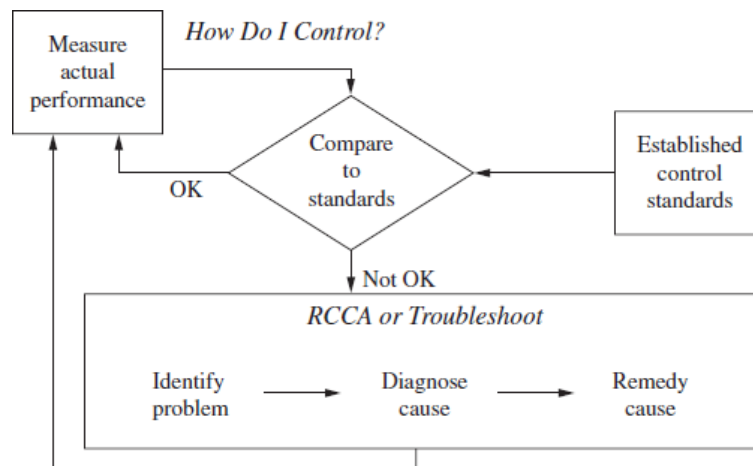 How Do I Control?
Measure
actual
performance
Compare
to
standards
Established
control
standards
OK
Not OK
RCCA or Troubleshoot
Identify
problem
Diagnose
cause
Remedy
cause